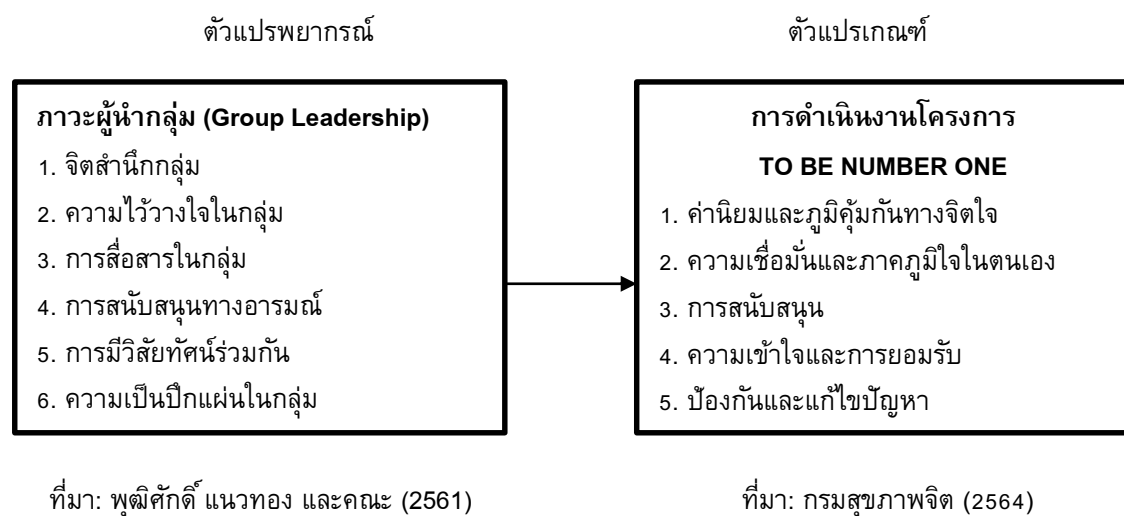 ตัวแปรพยากรณ์
ตัวแปรเกณฑ์
ภาวะผู้นำกลุ่ม (Group Leadership)
1. จิตสำนึกกลุ่ม
2. ความไว้วางใจในกลุ่ม
3. การสื่อสารในกลุ่ม
4. การสนับสนุนทางอารมณ์
5. การมีวิสัยทัศน์ร่วมกัน
6. ความเป็นปึกแผ่นในกลุ่ม
การดำเนินงานโครงการ
TO BE NUMBER ONE
1. ค่านิยมและภูมิคุ้มกันทางจิตใจ
2. ความเชื่อมั่นและภาคภูมิใจในตนเอง
3. การสนับสนุน
4. ความเข้าใจและการยอมรับ
5. ป้องกันและแก้ไขปัญหา
ที่มา: พุฒิศักดิ์ แนวทอง และคณะ (2561)
ที่มา: กรมสุขภาพจิต (2564)